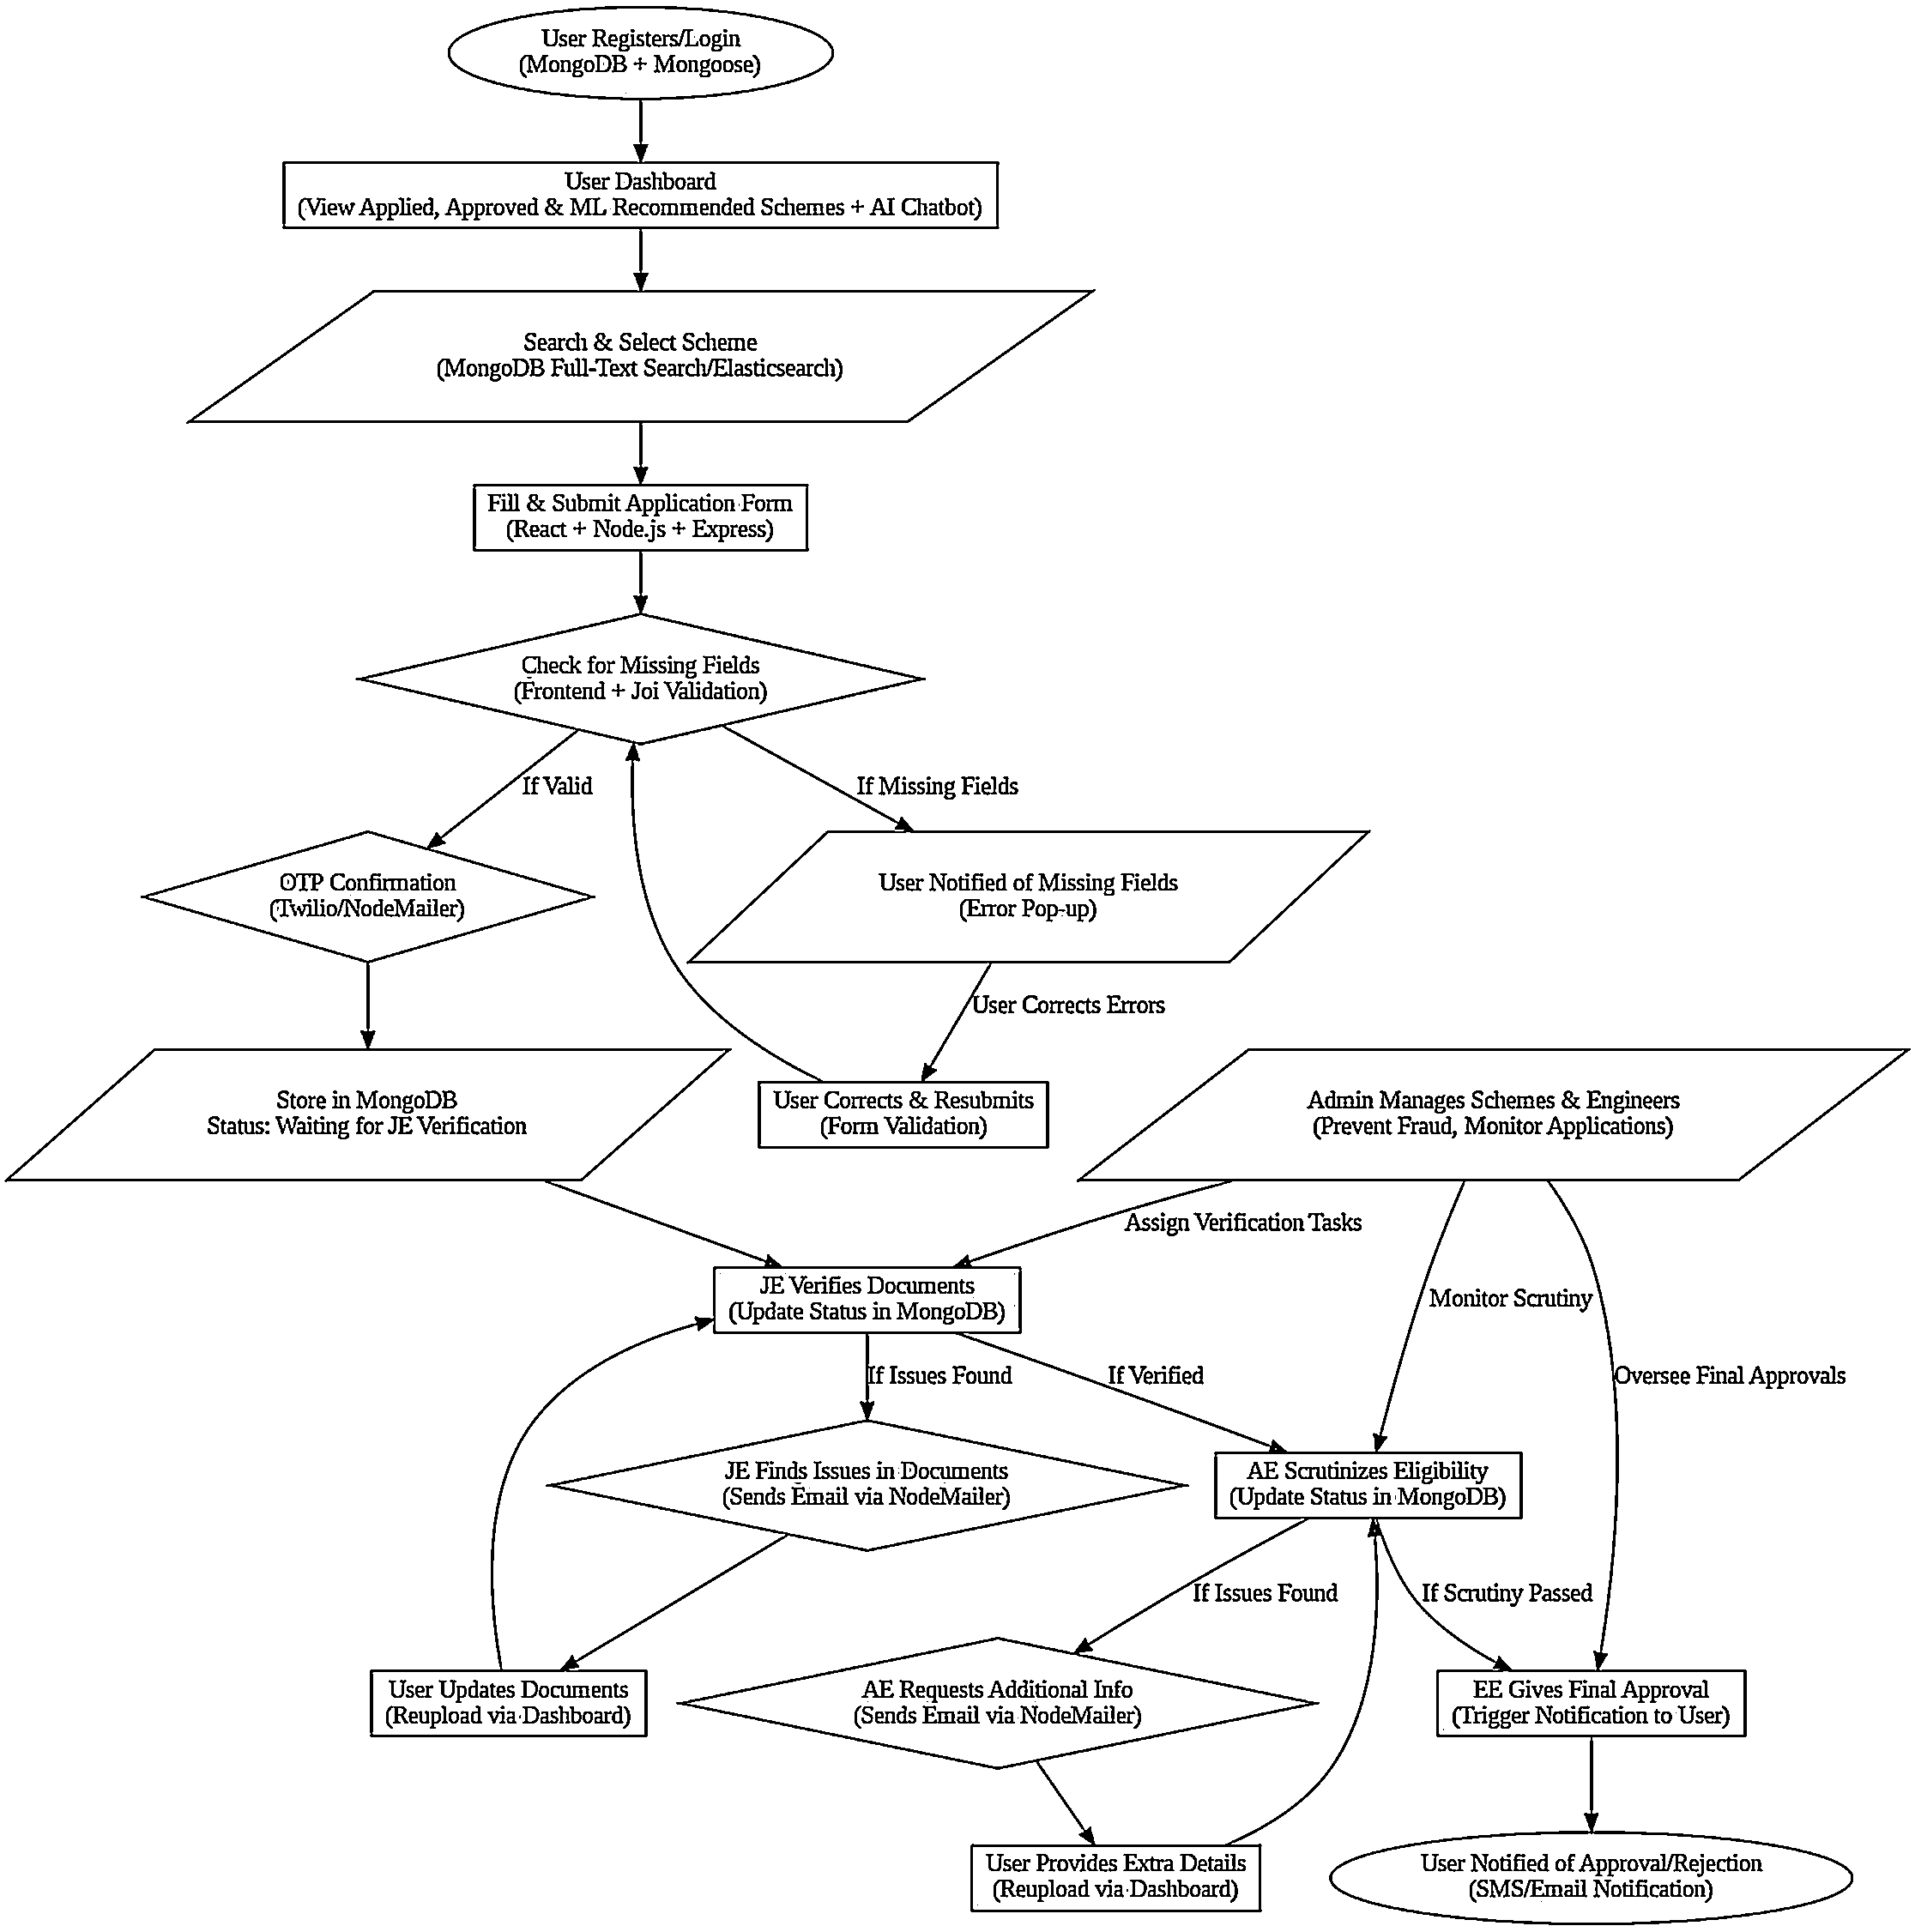 User Registers/Login
(MongoDB + Mongoose)
User Dashboard
(View Applied, Approved & ML Recommended Schemes + AI Chatbot)
Search & Select Scheme
(MongoDB Full-Text Search/Elasticsearch)
Fill & Submit Application Form
(React + Node.js + Express)
Check for Missing Fields
(Frontend + Joi Validation)
If Valid
If Missing Fields
OTP Confirmation
(Twilio/NodeMailer)
User Notified of Missing Fields
(Error Pop-up)
User Corrects Errors
Store in MongoDB
Status: Waiting for JE Verification
User Corrects & Resubmits
(Form Validation)
Admin Manages Schemes & Engineers
(Prevent Fraud, Monitor Applications)
Assign Verification Tasks
JE Verifies Documents
(Update Status in MongoDB)
Monitor Scrutiny
If Issues Found
If Verified
Oversee Final Approvals
JE Finds Issues in Documents
(Sends Email via NodeMailer)
AE Scrutinizes Eligibility
(Update Status in MongoDB)
If Issues Found
If Scrutiny Passed
User Updates Documents
(Reupload via Dashboard)
AE Requests Additional Info
(Sends Email via NodeMailer)
EE Gives Final Approval
(Trigger Notification to User)
User Provides Extra Details
(Reupload via Dashboard)
User Notified of Approval/Rejection
(SMS/Email Notification)